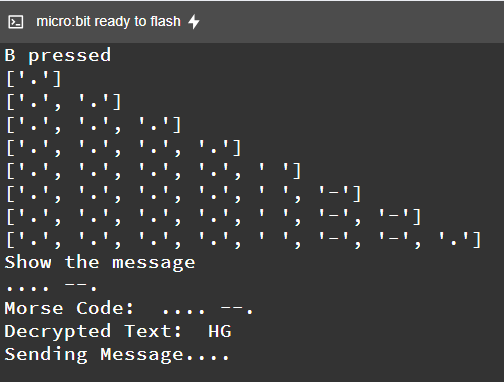 micro:bit ready to flash
B pressed
['.']
['.', '.']
['.', '.', '.']
['.', '.', '.', '.']
['.', '.', '.', '.', ' ']
['.', '.', '.', '.', ' ', '-']
['.', '.', '.', '.', ' ', '-', '-']
['.', '.', '.', '.', ' ', '-', '-', '.']
Show the message
.... --.
Morse Code:  .... --.
Decrypted Text:  HG
Sending Message....